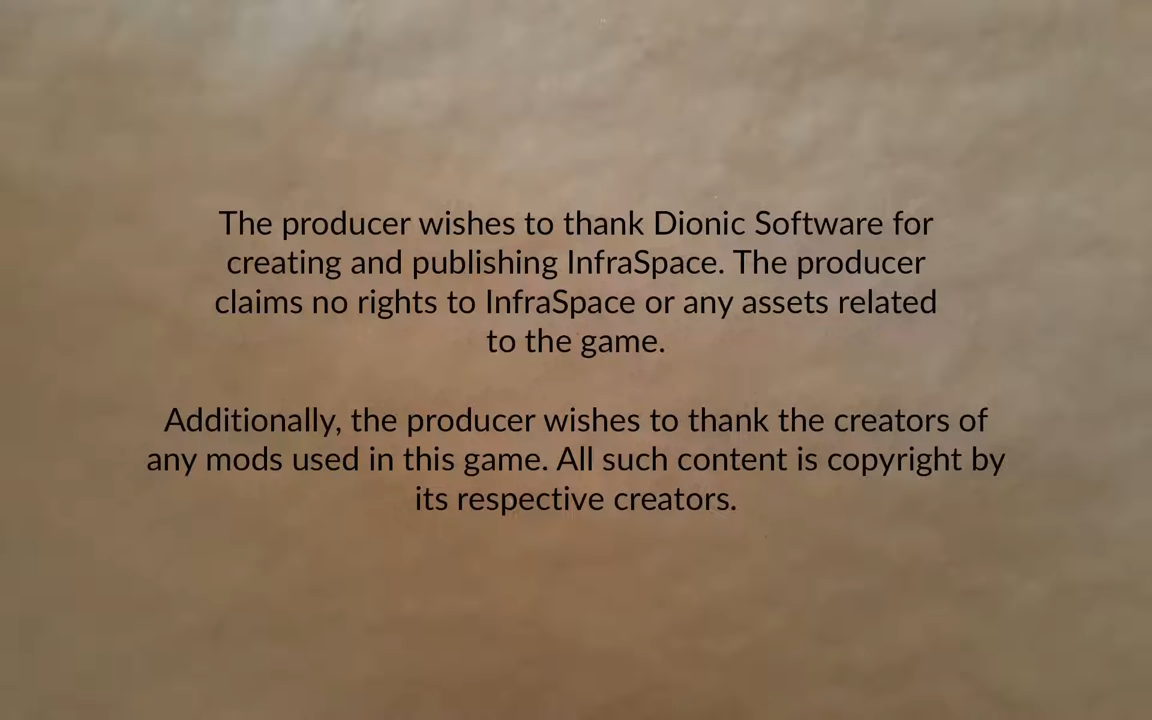 The producer wishes to thank Dionic Software for
creating and publishing InfraSpace. The producer
claims no rights to InfraSpace or any assets related
to the game.
Additionally, the producer wishes to thank the creators of
any mods used in this game. All such content is copyright by
its respective creators.